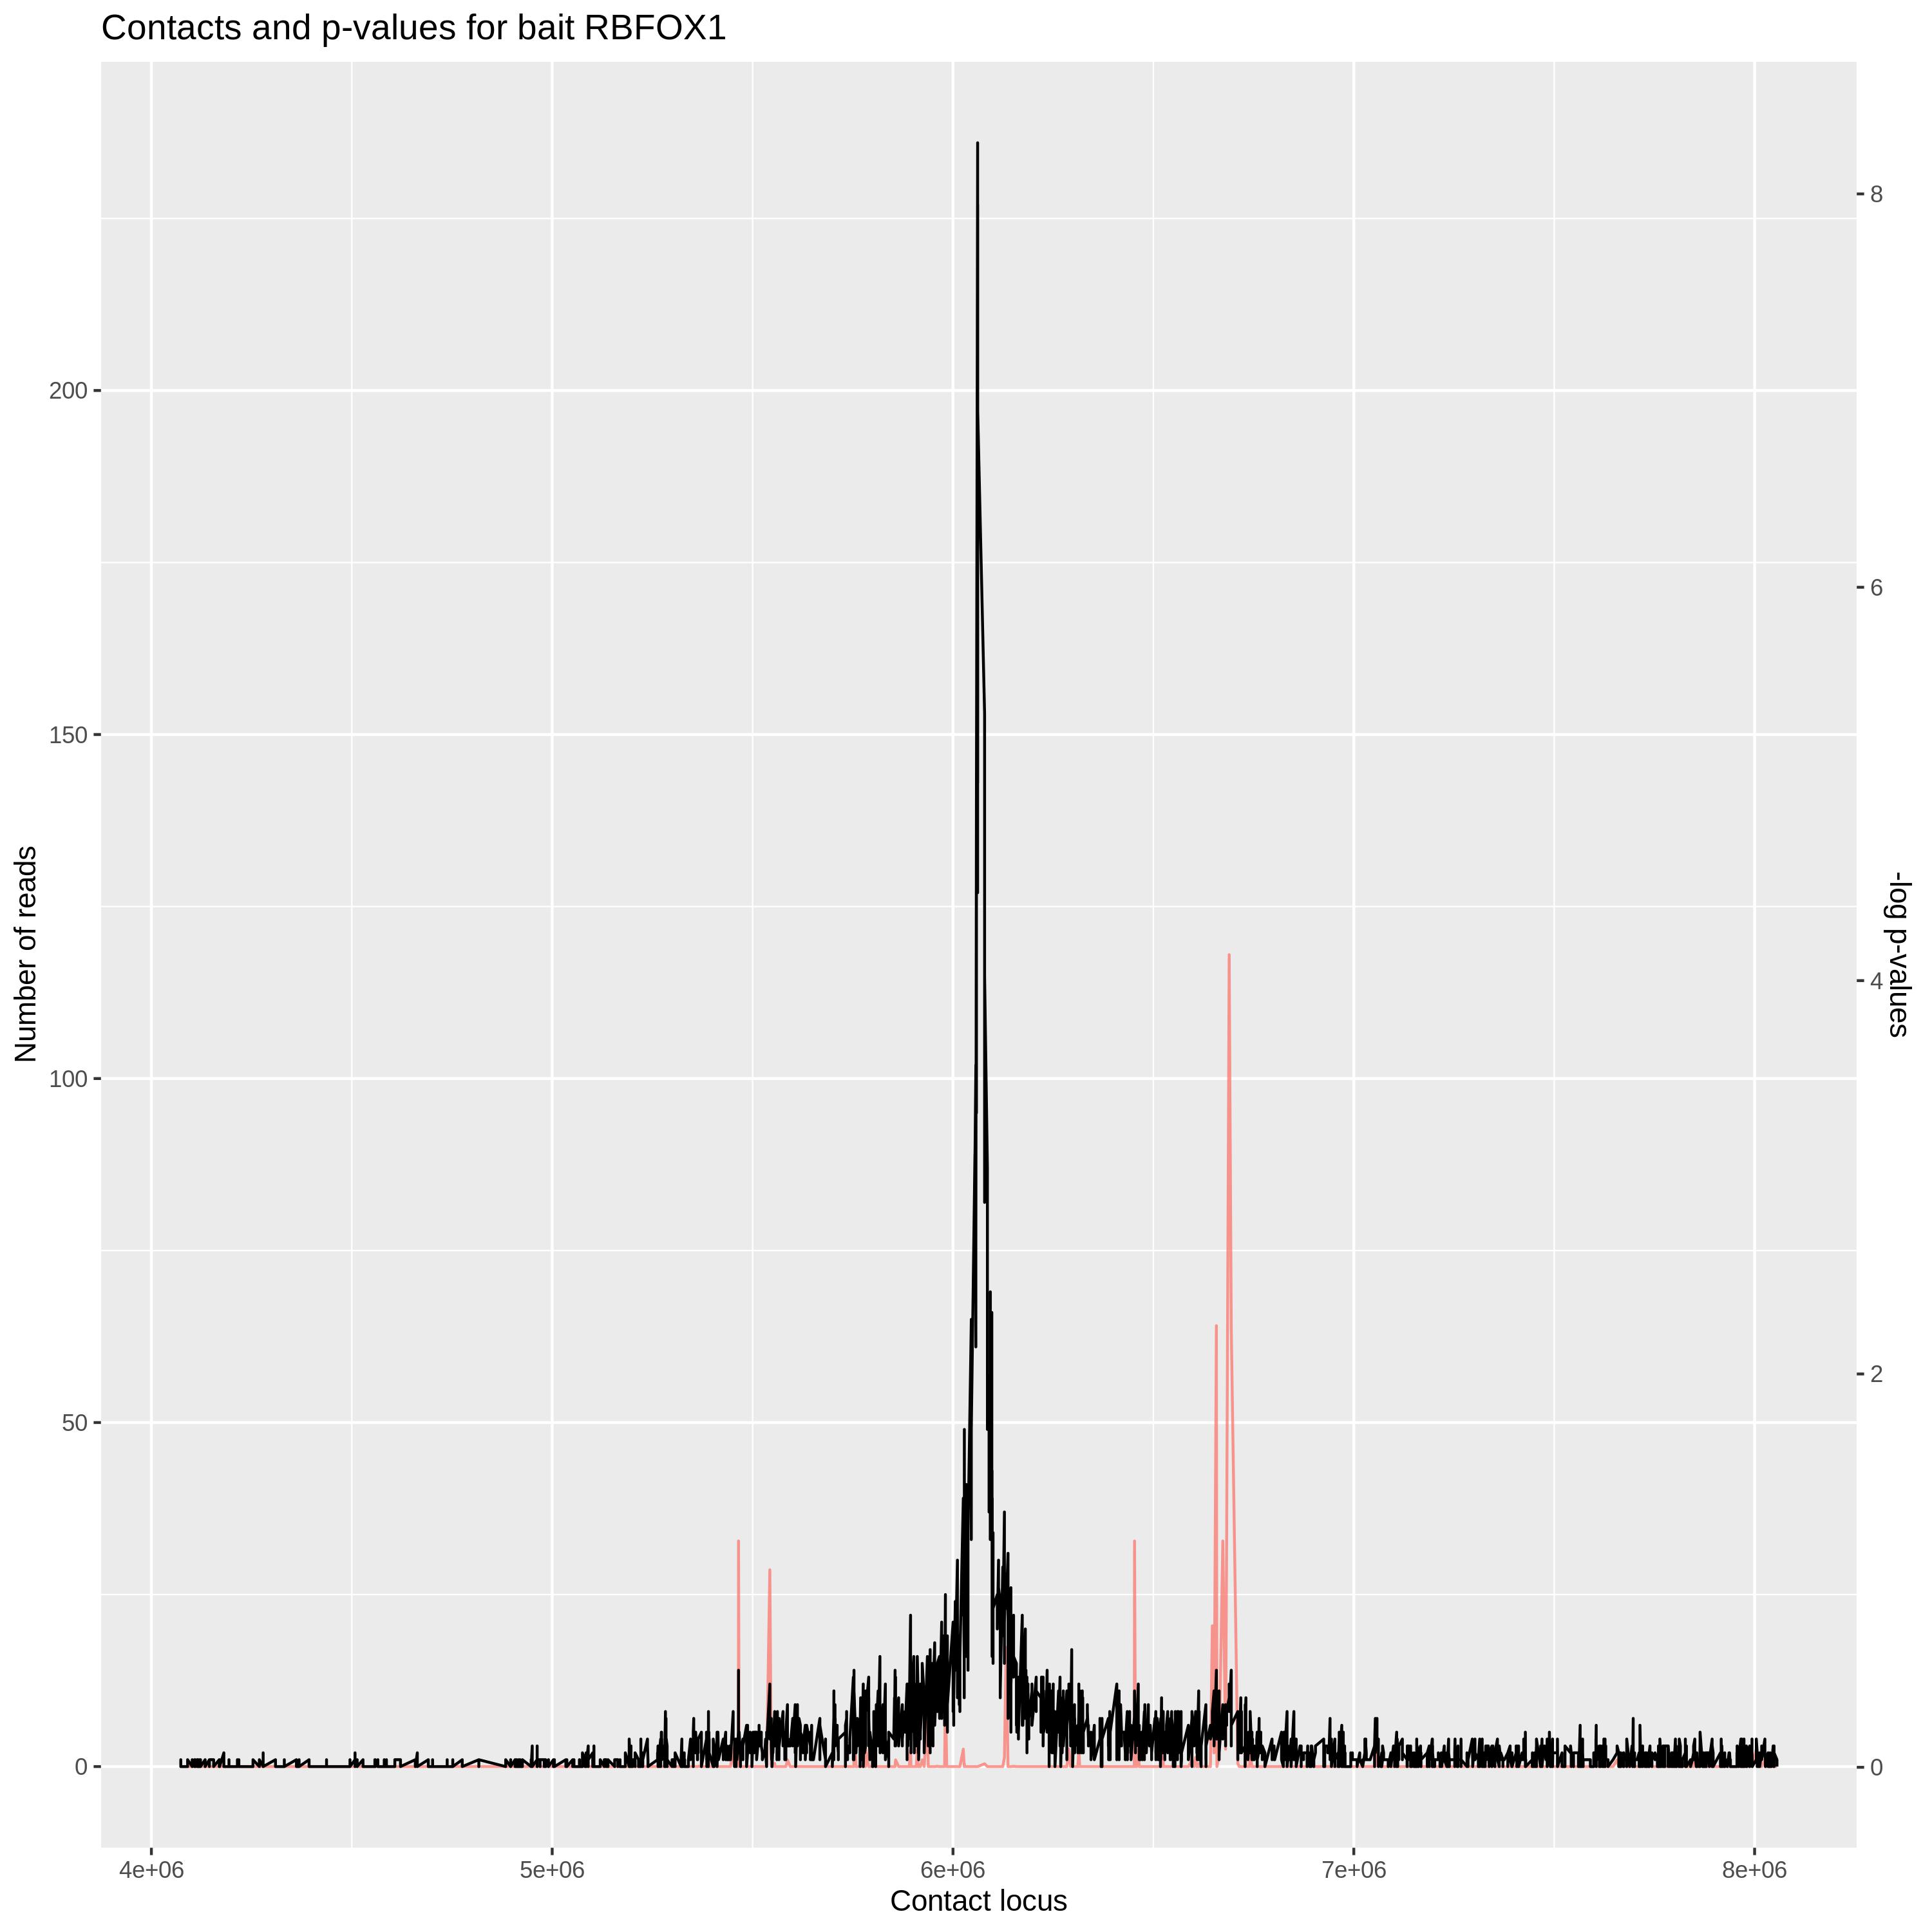 Contacts and p-values for bait RBFOX1
Number of reads
200
150
100
50
0
8
6
4
2
0
-log p-values
4e+06
5e+06
6e+06
7e+06
8e+06
Contact locus